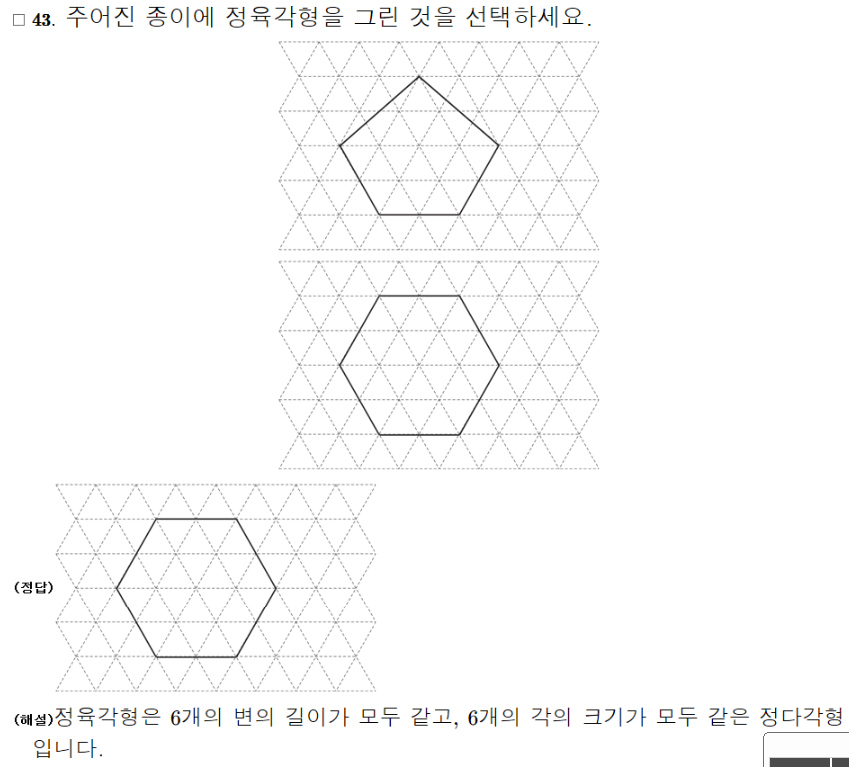 □ 43. 주어진 종이에 정육각형을 그린 것을 선택하세요.
(정답)
(해설)정육각형은 6개의 변의 길이가 모두 같고, 6개의 각의 크기가 모두 같은 정다각형
입니다.